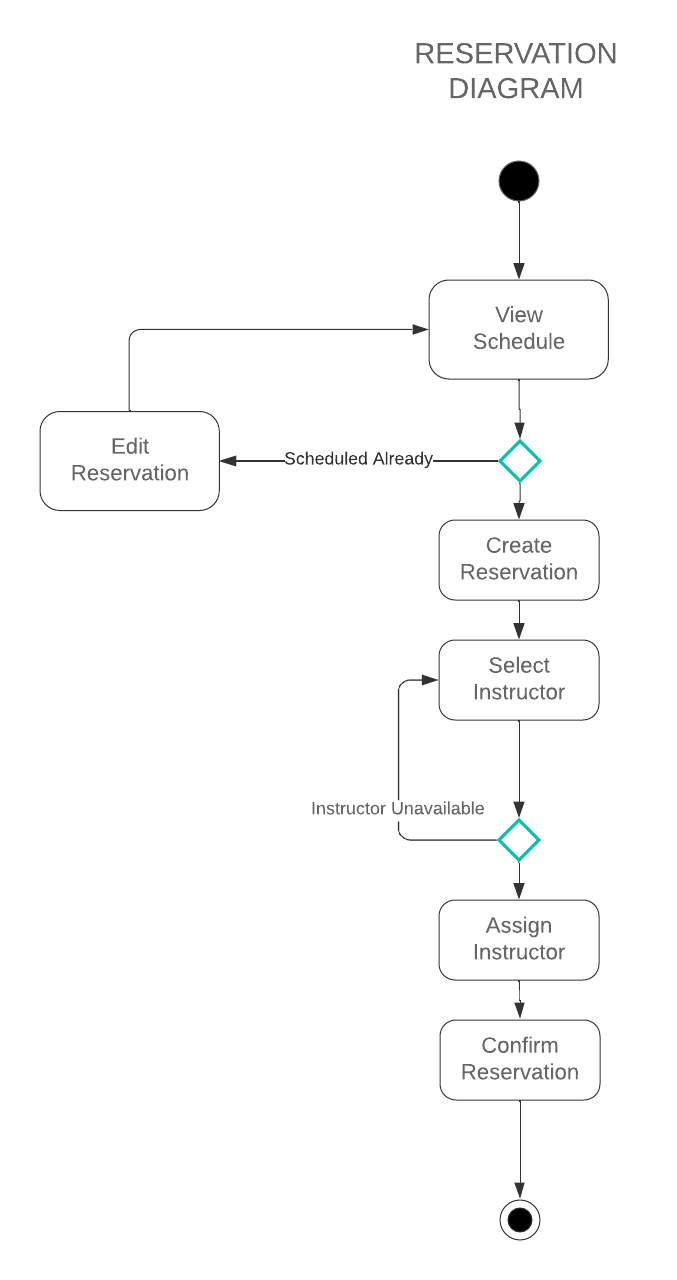 RESERVATION
DIAGRAM
View
Schedule
Edit
Reservation
Scheduled Already
Create
Reservation
Select
Instructor
Instructor Unavailable
Assign
Instructor
Confirm
Reservation